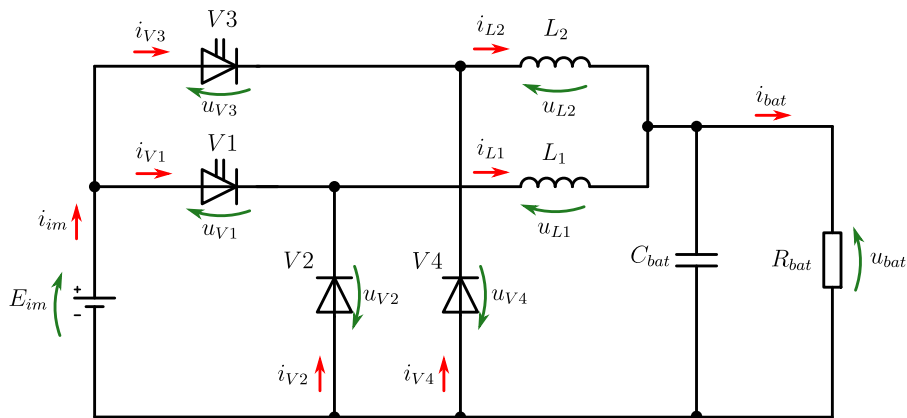 V3
i_{V3}
i_{L2}
L_2
u_{V3}
u_{L2}
i_{bat}
V1
i_{V1}
i_{L1}
L_1
i_{im}
u_{V1}
u_{L1}
V2
V4
C_{bat}
R_{bat}
u_{bat}
E_{im}
+
-
u_{V2}
u_{V4}
i_{V2}
i_{V4}